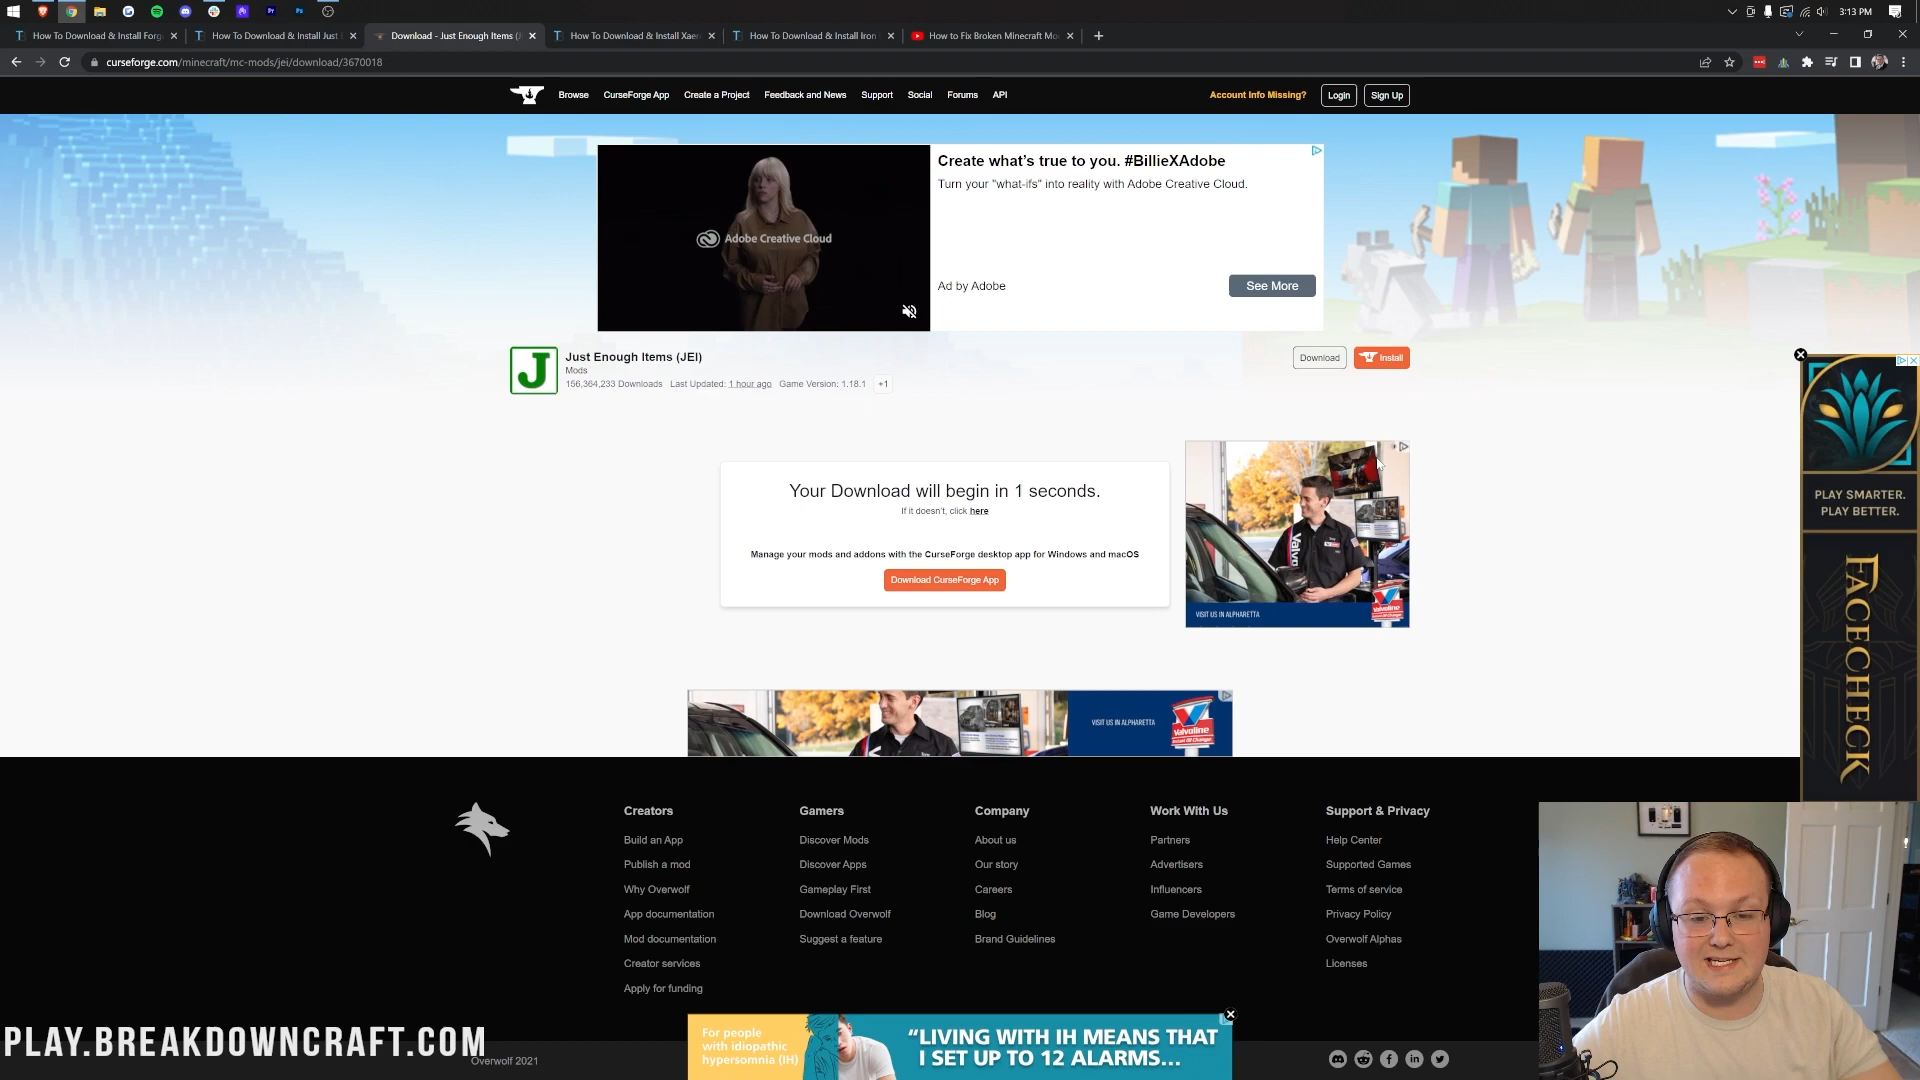 3:13 PM
How To Download & Install Forg
How To Download & Install Just
Download - Just Enough Items (J
How To Download & Install Xaer
How To Download & Install Iron
How to Fix Broken Minecraft Mo
curseforge.com/minecraft/mc-mods/jei/download/3670018
Browse
CurseForge App
Create a Project
Feedback and News
Support
Social
Forums
API
Account Info Missing?
Login
Sign Up
Create what's true to you. #BillieXAdobe
Turn your "what-ifs" into reality with Adobe Creative Cloud.
Adobe Creative Cloud
Ad by Adobe
See More
J
Just Enough Items (JEI)
Mods
156,364,233 Downloads Last Updated: 1 hour ago Game Version: 1.18.1 +1
Download
Install
Your Download will begin in 1 seconds.
If it doesn't, click here
Manage your mods and addons with the CurseForge desktop app for Windows and macOS
Download CurseForge App
Valvo
VISIT US IN ALPHARETTA
Valvoline
PLAY SMARTER.
PLAY BETTER.
FACECHECK
VISIT US IN ALPHARETTA
Valvoline
Creators
Build an App
Publish a mod
Why Overwolf
App documentation
Mod documentation
Creator services
Apply for funding
Gamers
Discover Mods
Discover Apps
Gameplay First
Download Overwolf
Suggest a feature
Company
About us
Our story
Careers
Blog
Brand Guidelines
Work With Us
Partners
Advertisers
Influencers
Game Developers
Support & Privacy
Help Center
Supported Games
Terms of service
Privacy Policy
Overwolf Alphas
Licenses
PLAY.BREAKDOWNCRAFT.COM
Overwolf 2021
For people
with idiopathic
hypersomnia (IH)
"LIVING WITH IH MEANS THAT
I SET UP TO 12 ALARMS...